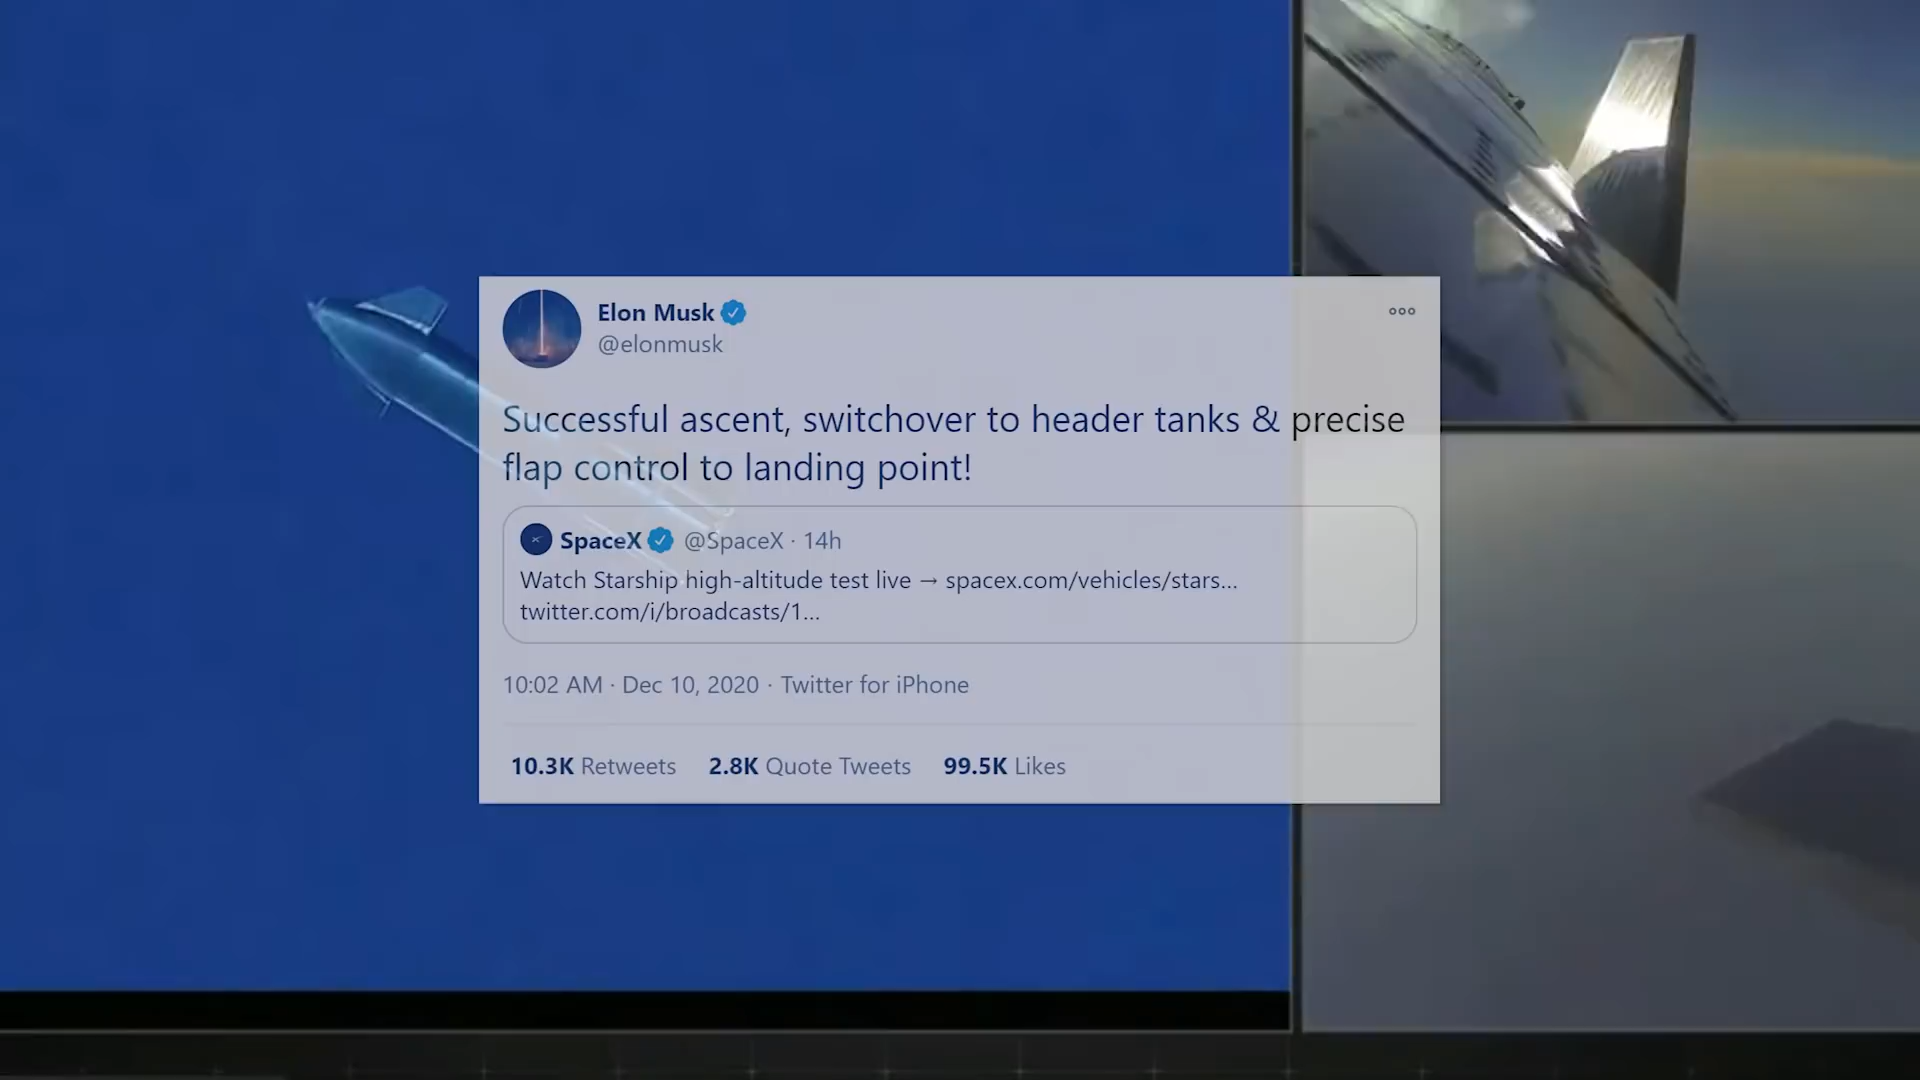 Elon Musk
@elonmusk
Successful ascent, switchover to header tanks & precise
flap control to landing point!
SpaceX @SpaceX · 14h
Watch Starship high-altitude test live → spacex.com/vehicles/stars...
twitter.com/i/broadcasts/1...
10:02 AM · Dec 10, 2020 · Twitter for iPhone
10.3K Retweets 2.8K Quote Tweets 99.5K Likes